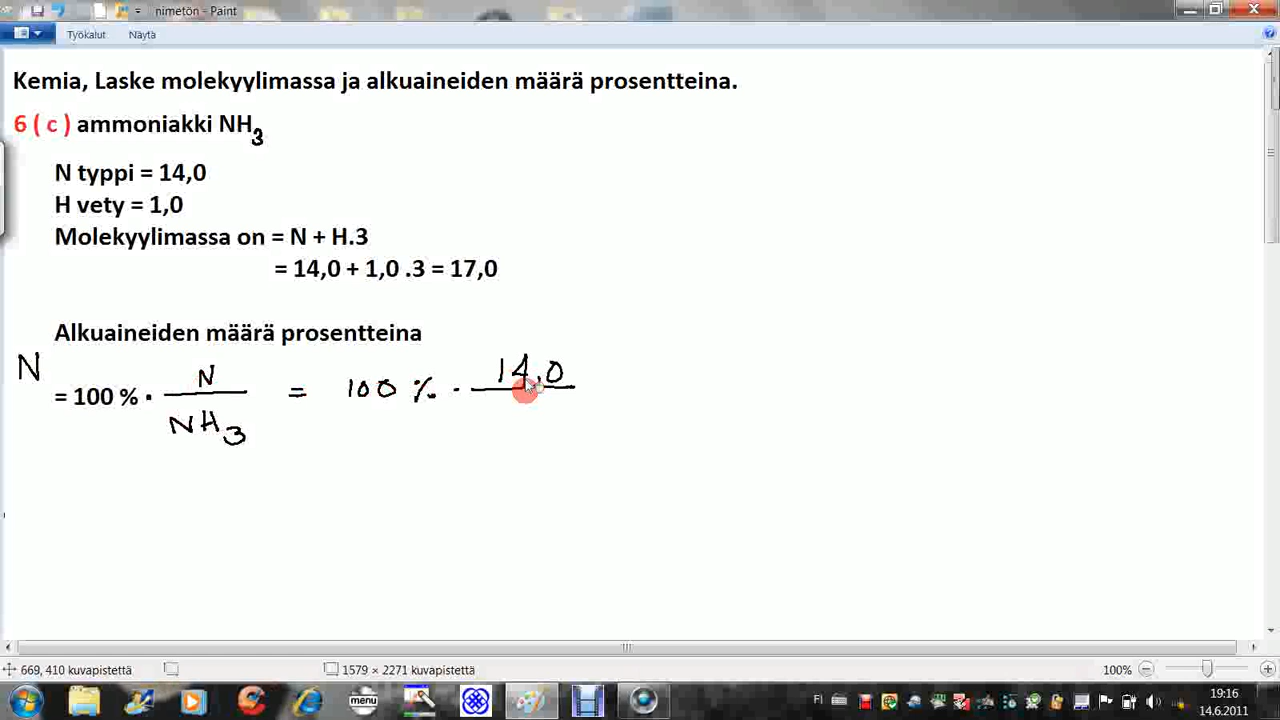 nimetön - Paint
Työkalut Näytä
Kemia, Laske molekyylimassa ja alkuaineiden määrä prosentteina.
6 ( c ) ammoniakki NH3
N typpi = 14,0
H vety = 1,0
Molekyylimassa on = N + H.3
= 14,0 + 1,0 .3 = 17,0
Alkuaineiden määrä prosentteina
N
= 100 % · N / NH3 = 100 % · 14,0
669, 410 kuvapistettä 1579 × 2271 kuvapistettä 100%
menu FI 19:16
14.6.2011